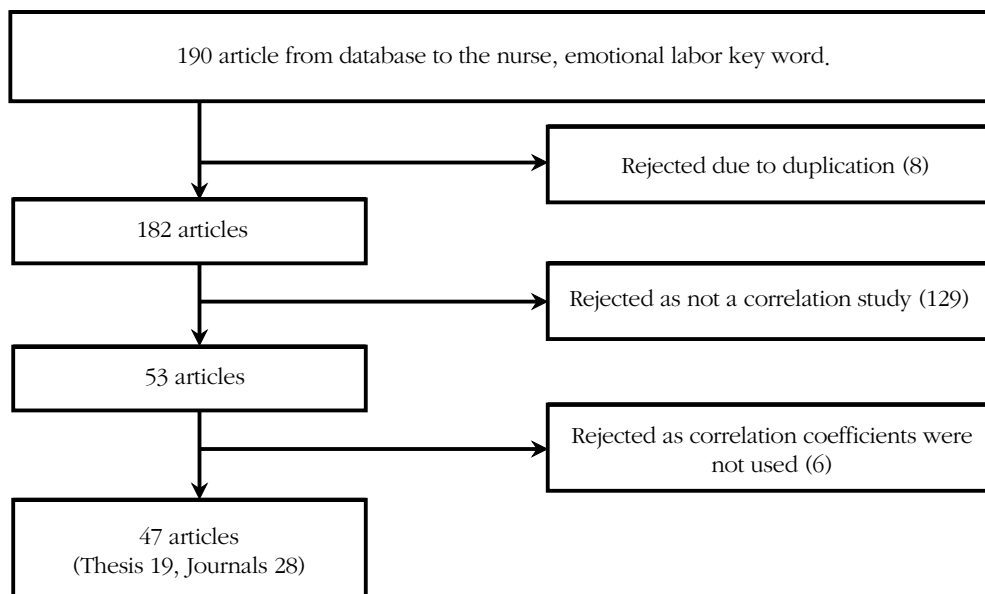 190 article from database to the nurse, emotional labor key word.
Rejected due to duplication (8)
182 articles
Rejected as not a correlation study (129)
53 articles
Rejected as correlation coefficients were
not used (6)
47 articles
(Thesis 19, Journals 28)